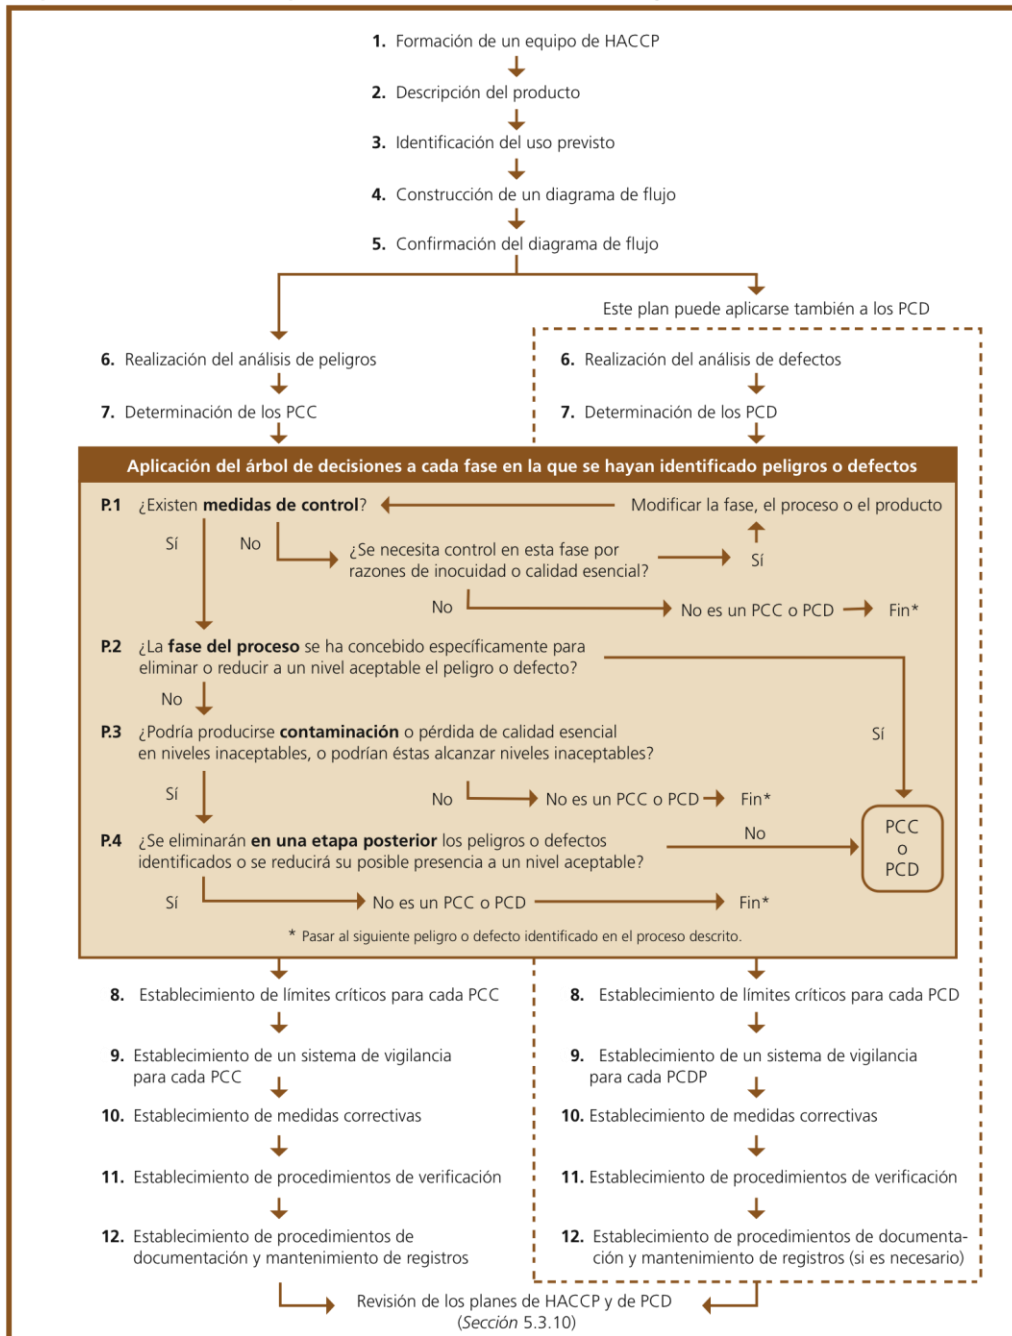 1. Formación de un equipo de HACCP
2. Descripción del producto
3. Identificación del uso previsto
4. Construcción de un diagrama de flujo
5. Confirmación del diagrama de flujo
Este plan puede aplicarse también a los PCD
6. Realización del análisis de peligros
6. Realización del análisis de defectos
7. Determinación de los PCC
7. Determinación de los PCD
Aplicación del árbol de decisiones a cada fase en la que se hayan identificado peligros o defectos
P.1 ¿Existen medidas de control?
Modificar la fase, el proceso o el producto
Sí
No
¿Se necesita control en esta fase por
razones de inocuidad o calidad esencial?
Sí
No
No es un PCC o PCD
Fin*
P.2 ¿La fase del proceso se ha concebido específicamente para
eliminar o reducir a un nivel aceptable el peligro o defecto?
No
Sí
P.3 ¿Podría producirse contaminación o pérdida de calidad esencial
en niveles inaceptables, o podrían éstas alcanzar niveles inaceptables?
Sí
No
No es un PCC o PCD
Fin*
P.4 ¿Se eliminarán en una etapa posterior los peligros o defectos
identificados o se reducirá su posible presencia a un nivel aceptable?
No
PCC
o
PCD
Sí
No es un PCC o PCD
Fin*
* Pasar al siguiente peligro o defecto identificado en el proceso descrito.
8. Establecimiento de límites críticos para cada PCC
8. Establecimiento de límites críticos para cada PCD
9. Establecimiento de un sistema de vigilancia
para cada PCC
9. Establecimiento de un sistema de vigilancia
para cada PCDP
10. Establecimiento de medidas correctivas
10. Establecimiento de medidas correctivas
11. Establecimiento de procedimientos de verificación
11. Establecimiento de procedimientos de verificación
12. Establecimiento de procedimientos de
documentación y mantenimiento de registros
12. Establecimiento de procedimientos de documenta-
ción y mantenimiento de registros (si es necesario)
Revisión de los planes de HACCP y de PCD
(Sección 5.3.10)